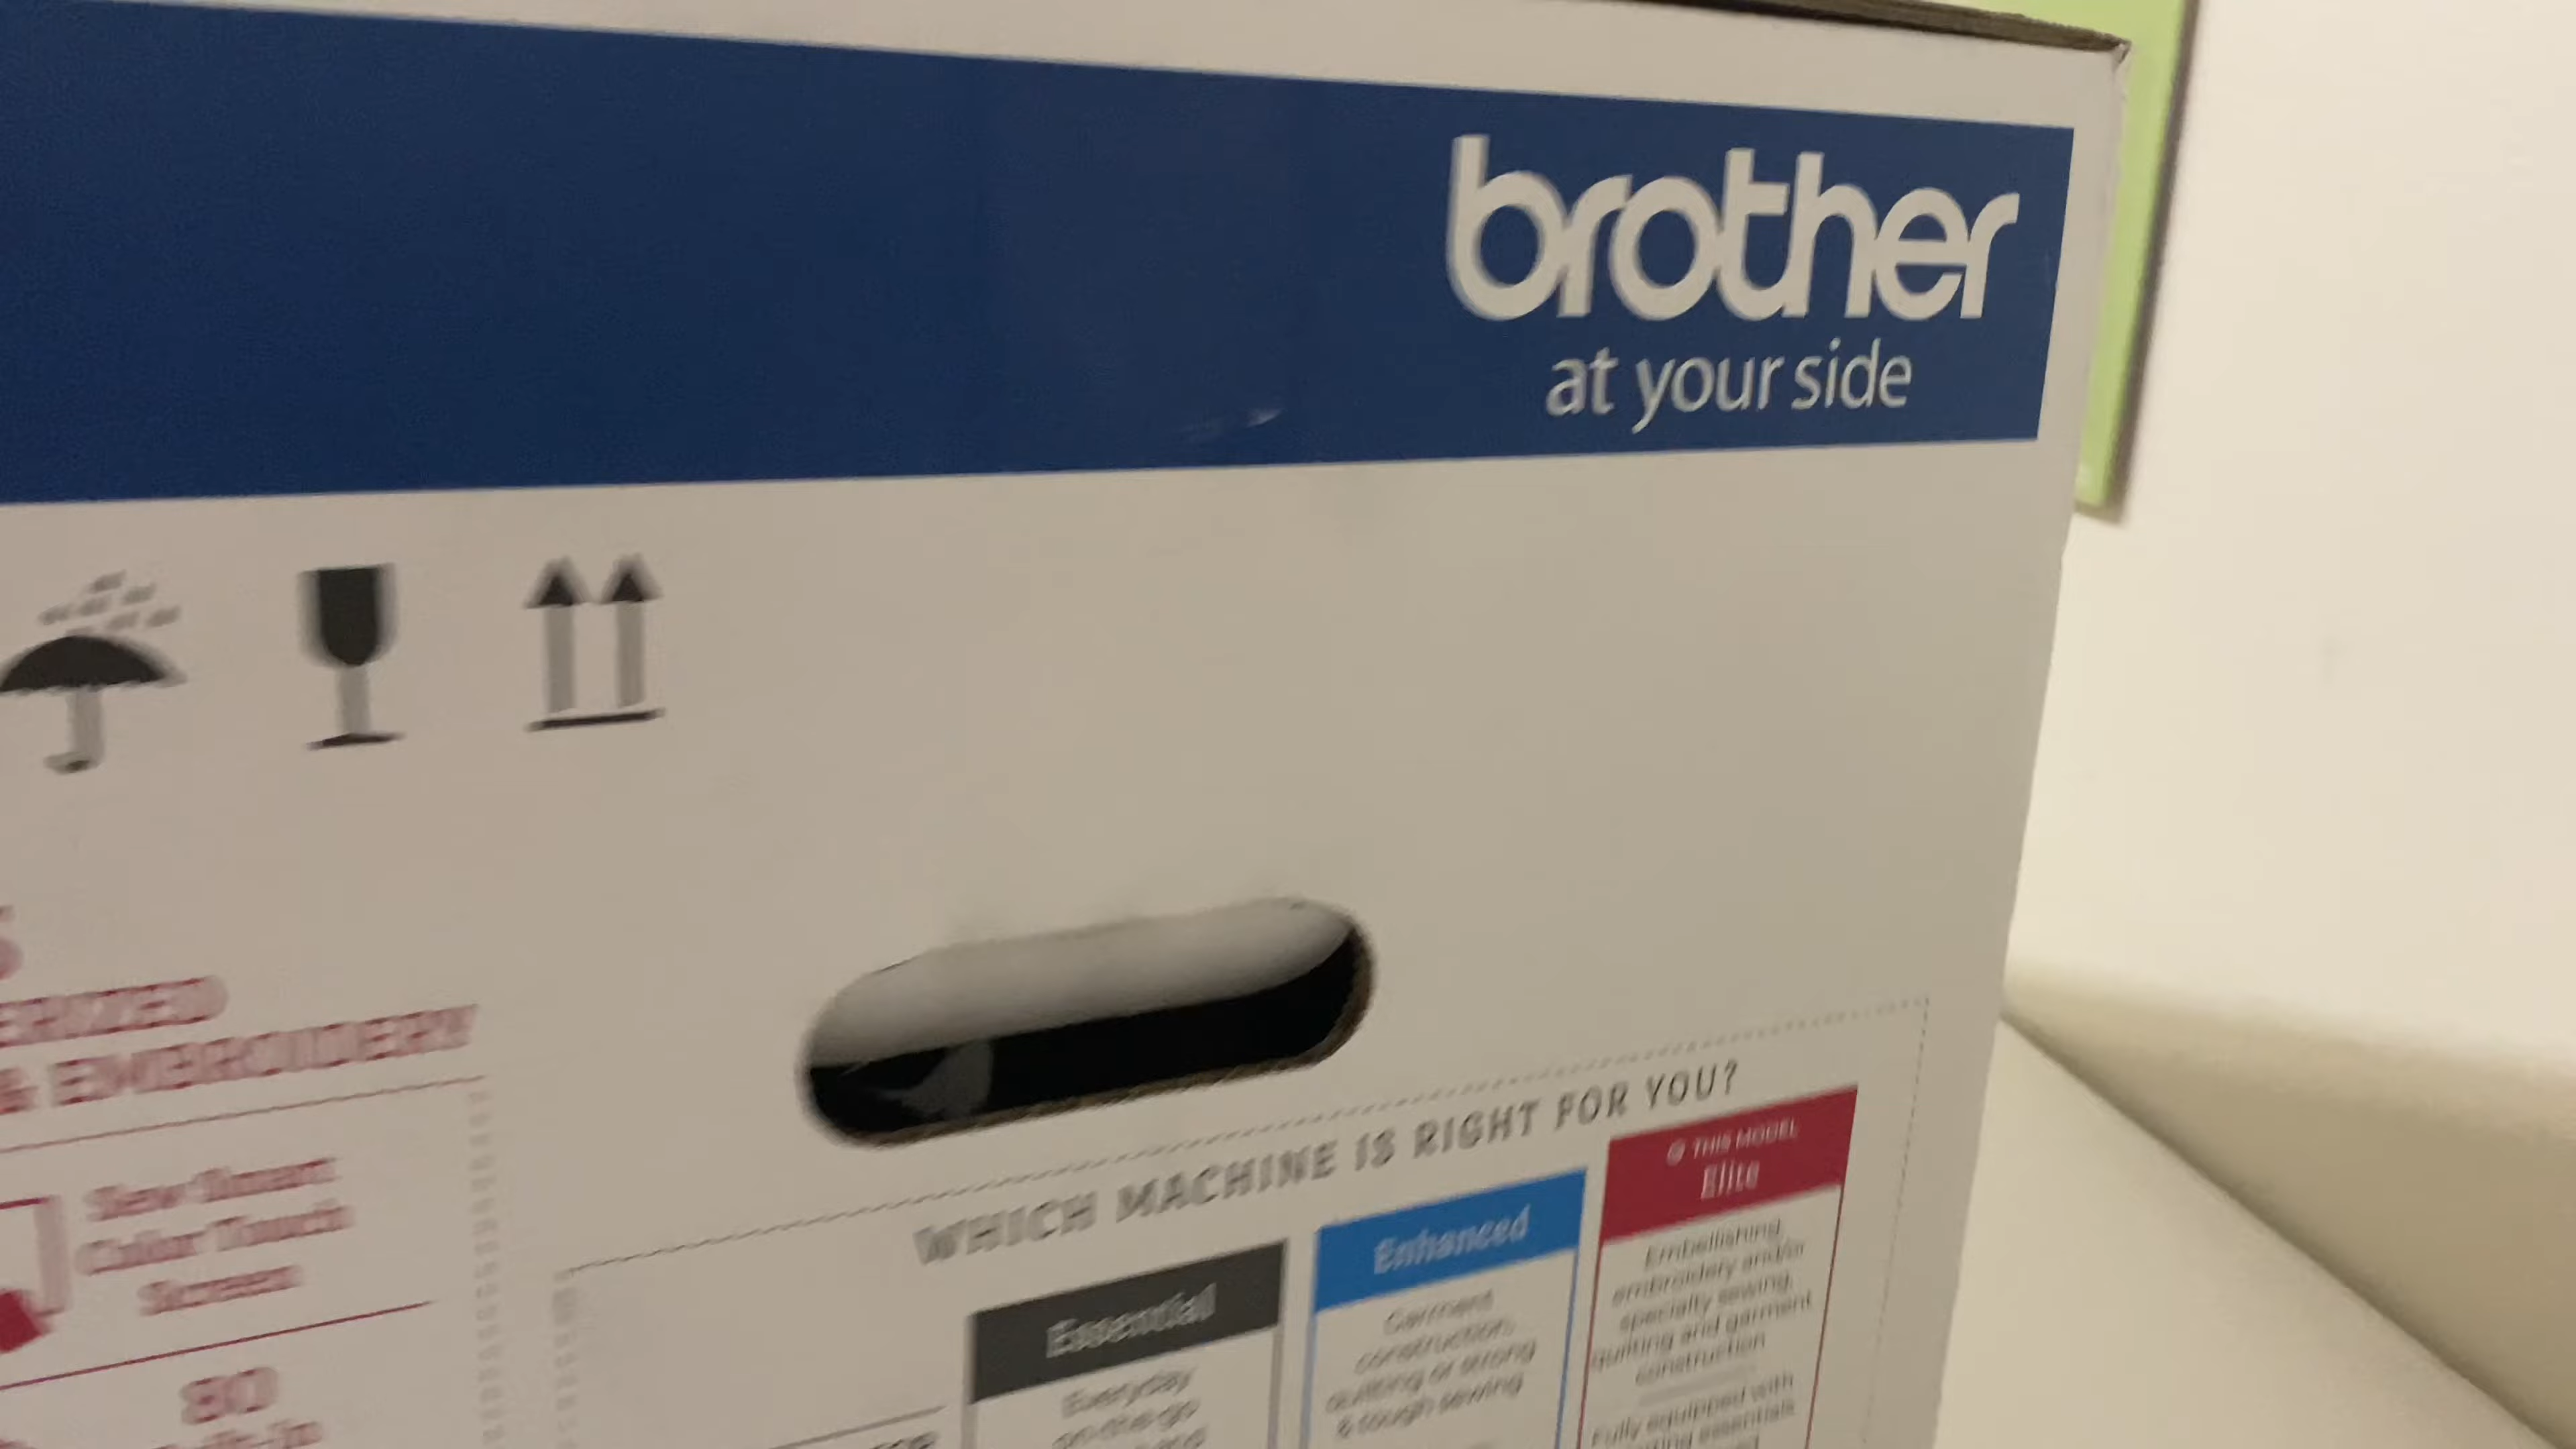 brother
at your side
ERIZED
& EMBROIDERY
Sew Smart
Color Touch
Screen
80
WHICH MACHINE IS RIGHT FOR YOU?
Essential
Everyday
on-the-go
Enhanced
Garment
construction,
quilting or strong
& tough sewing
THIS MODEL
Elite
Embellishing,
embroidery and/or
specialty sewing,
quilting and garment
construction
Fully equipped with
essentials